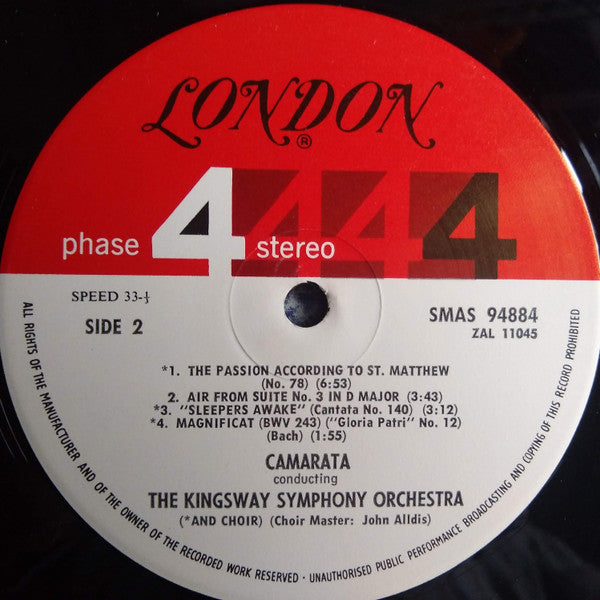 LONDON
®
phase 4 stereo 4 4 4
SPEED 33-⅓
SIDE 2
SMAS 94884
ZAL 11045
*1. THE PASSION ACCORDING TO ST. MATTHEW
(No. 78) (6:53)
2. AIR FROM SUITE No. 3 IN D MAJOR (3:43)
*3. "SLEEPERS AWAKE" (Cantata No. 140) (3:12)
*4. MAGNIFICAT (BWV 243) ("Gloria Patri" No. 12)
(Bach) (1:55)
CAMARATA
conducting
THE KINGSWAY SYMPHONY ORCHESTRA
(*AND CHOIR) (Choir Master: John Alldis)
ALL RIGHTS OF THE MANUFACTURER AND OF THE OWNER OF THE RECORDED WORK RESERVED · UNAUTHORISED PUBLIC PERFORMANCE BROADCASTING AND COPYING OF THIS RECORD PROHIBITED